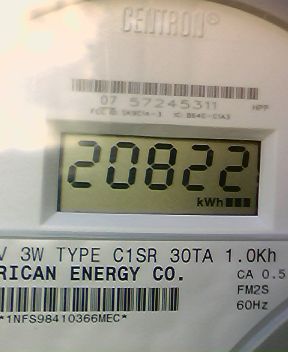 CENTRON®
07 57245311 HPP
20822
kWh
V 3W TYPE C1SR 30TA 1.0Kh
RICAN ENERGY CO. CA 0.5
FM2S
60Hz
*1NFS98410366MEC*